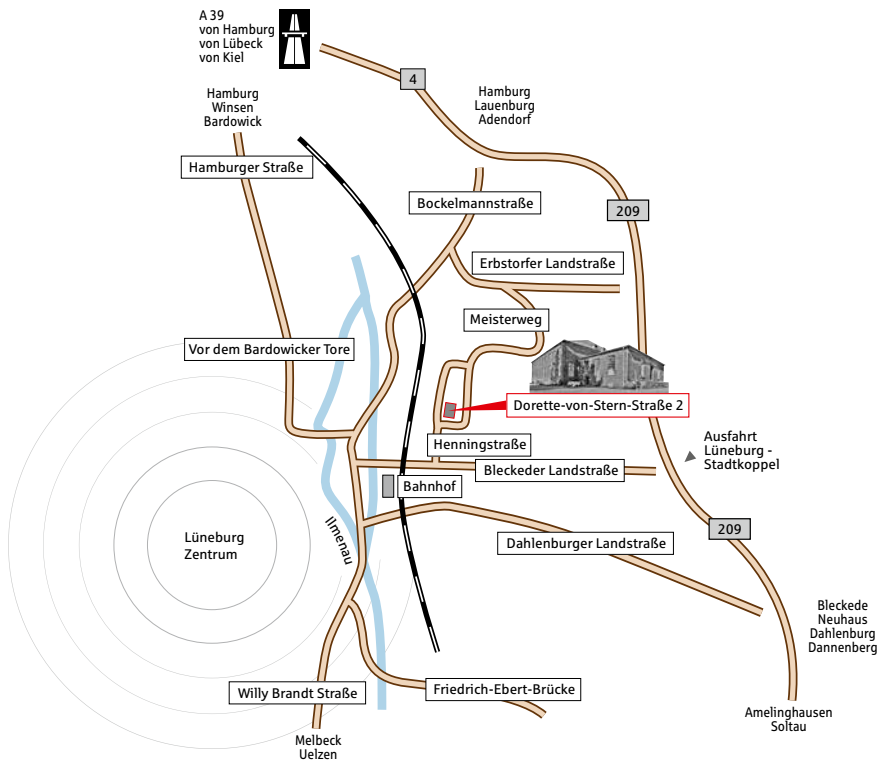 A 39
von Hamburg
von Lübeck
von Kiel
4
Hamburg
Winsen
Bardowick
Hamburg
Lauenburg
Adendorf
Hamburger Straße
Bockelmannstraße
209
Erbstorfer Landstraße
Meisterweg
Vor dem Bardowicker Tore
Dorette-von-Stern-Straße 2
Henningstraße
Ausfahrt
Lüneburg -
Stadtkoppel
Bleckeder Landstraße
Bahnhof
Lüneburg
Zentrum
Ilmenau
209
Dahlenburger Landstraße
Bleckede
Neuhaus
Dahlenburg
Dannenberg
Willy Brandt Straße
Friedrich-Ebert-Brücke
Amelinghausen
Soltau
Melbeck
Uelzen